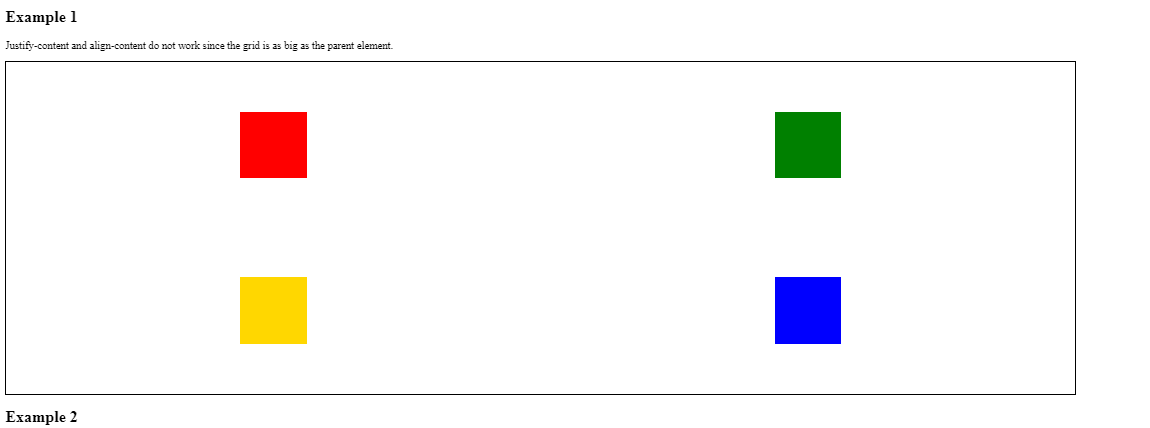 Example 1
Justify-content and align-content do not work since the grid is as big as the parent element.
Example 2